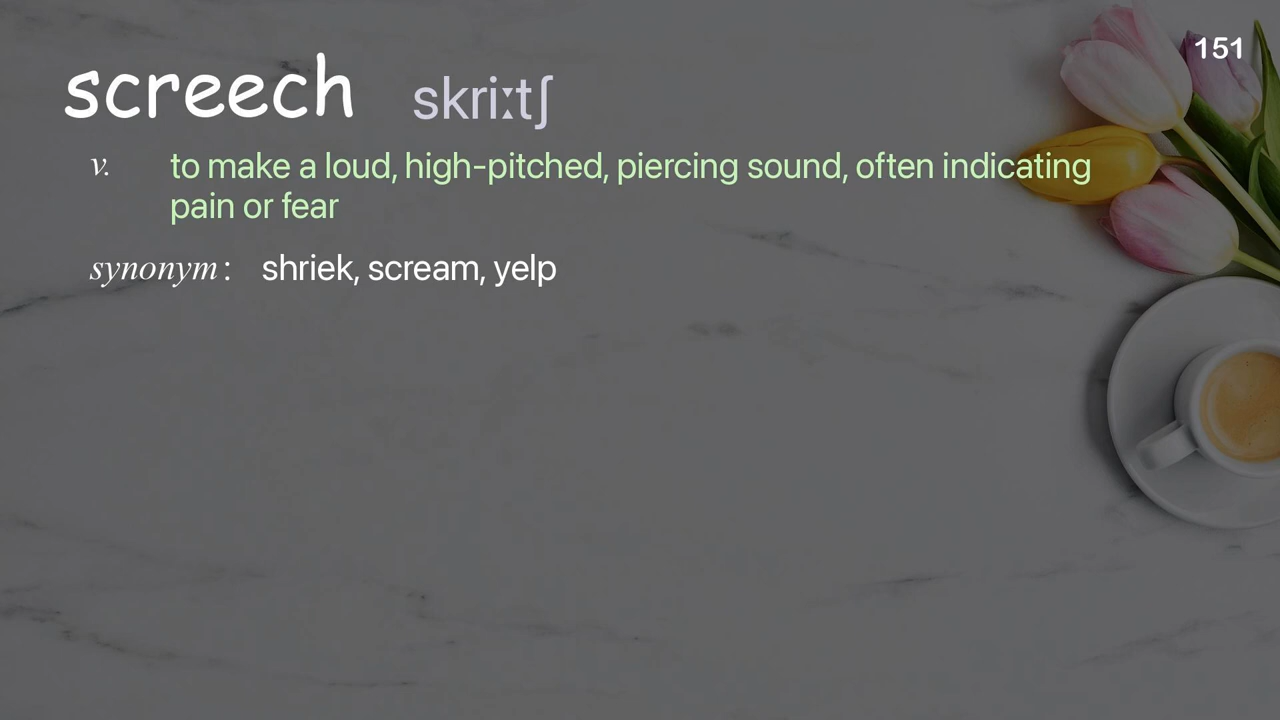 151
screech skriːtʃ
v. to make a loud, high-pitched, piercing sound, often indicating
pain or fear
synonym: shriek, scream, yelp